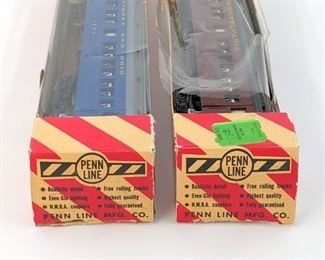 AND OHIO
PENN
LINE
Realistic detail
Free rolling trucks
Even-Glo lighting
Highest quality
N.M.R.A. couplers
Fully guaranteed
PENN LINE MFG. CO.
PENN
LINE
Realistic detail
Free rolling trucks
Even-Glo lighting
Highest quality
N.M.R.A. couplers
Fully guaranteed
PENN LINE MFG. CO.